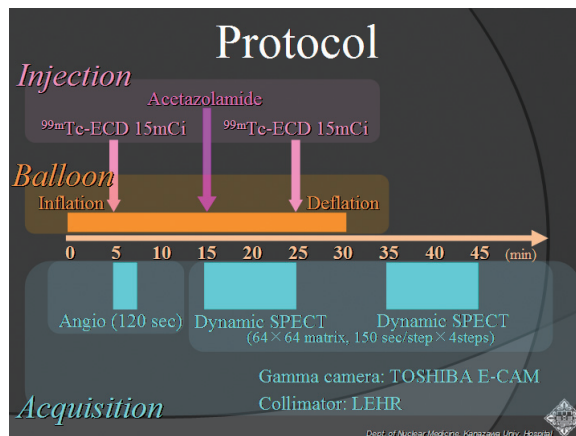 Protocol
Injection
Acetazolamide
99mTc-ECD 15mCi 99mTc-ECD 15mCi
Balloon
Inflation Deflation
0 5 10 15 20 25 30 35 40 45 (min)
Angio (120 sec) Dynamic SPECT Dynamic SPECT
(64×64 matrix, 150 sec/step×4steps)
Gamma camera: TOSHIBA E-CAM
Collimator: LEHR
Acquisition
Dept. of Nuclear Medicine, Kanazawa Univ. Hospital